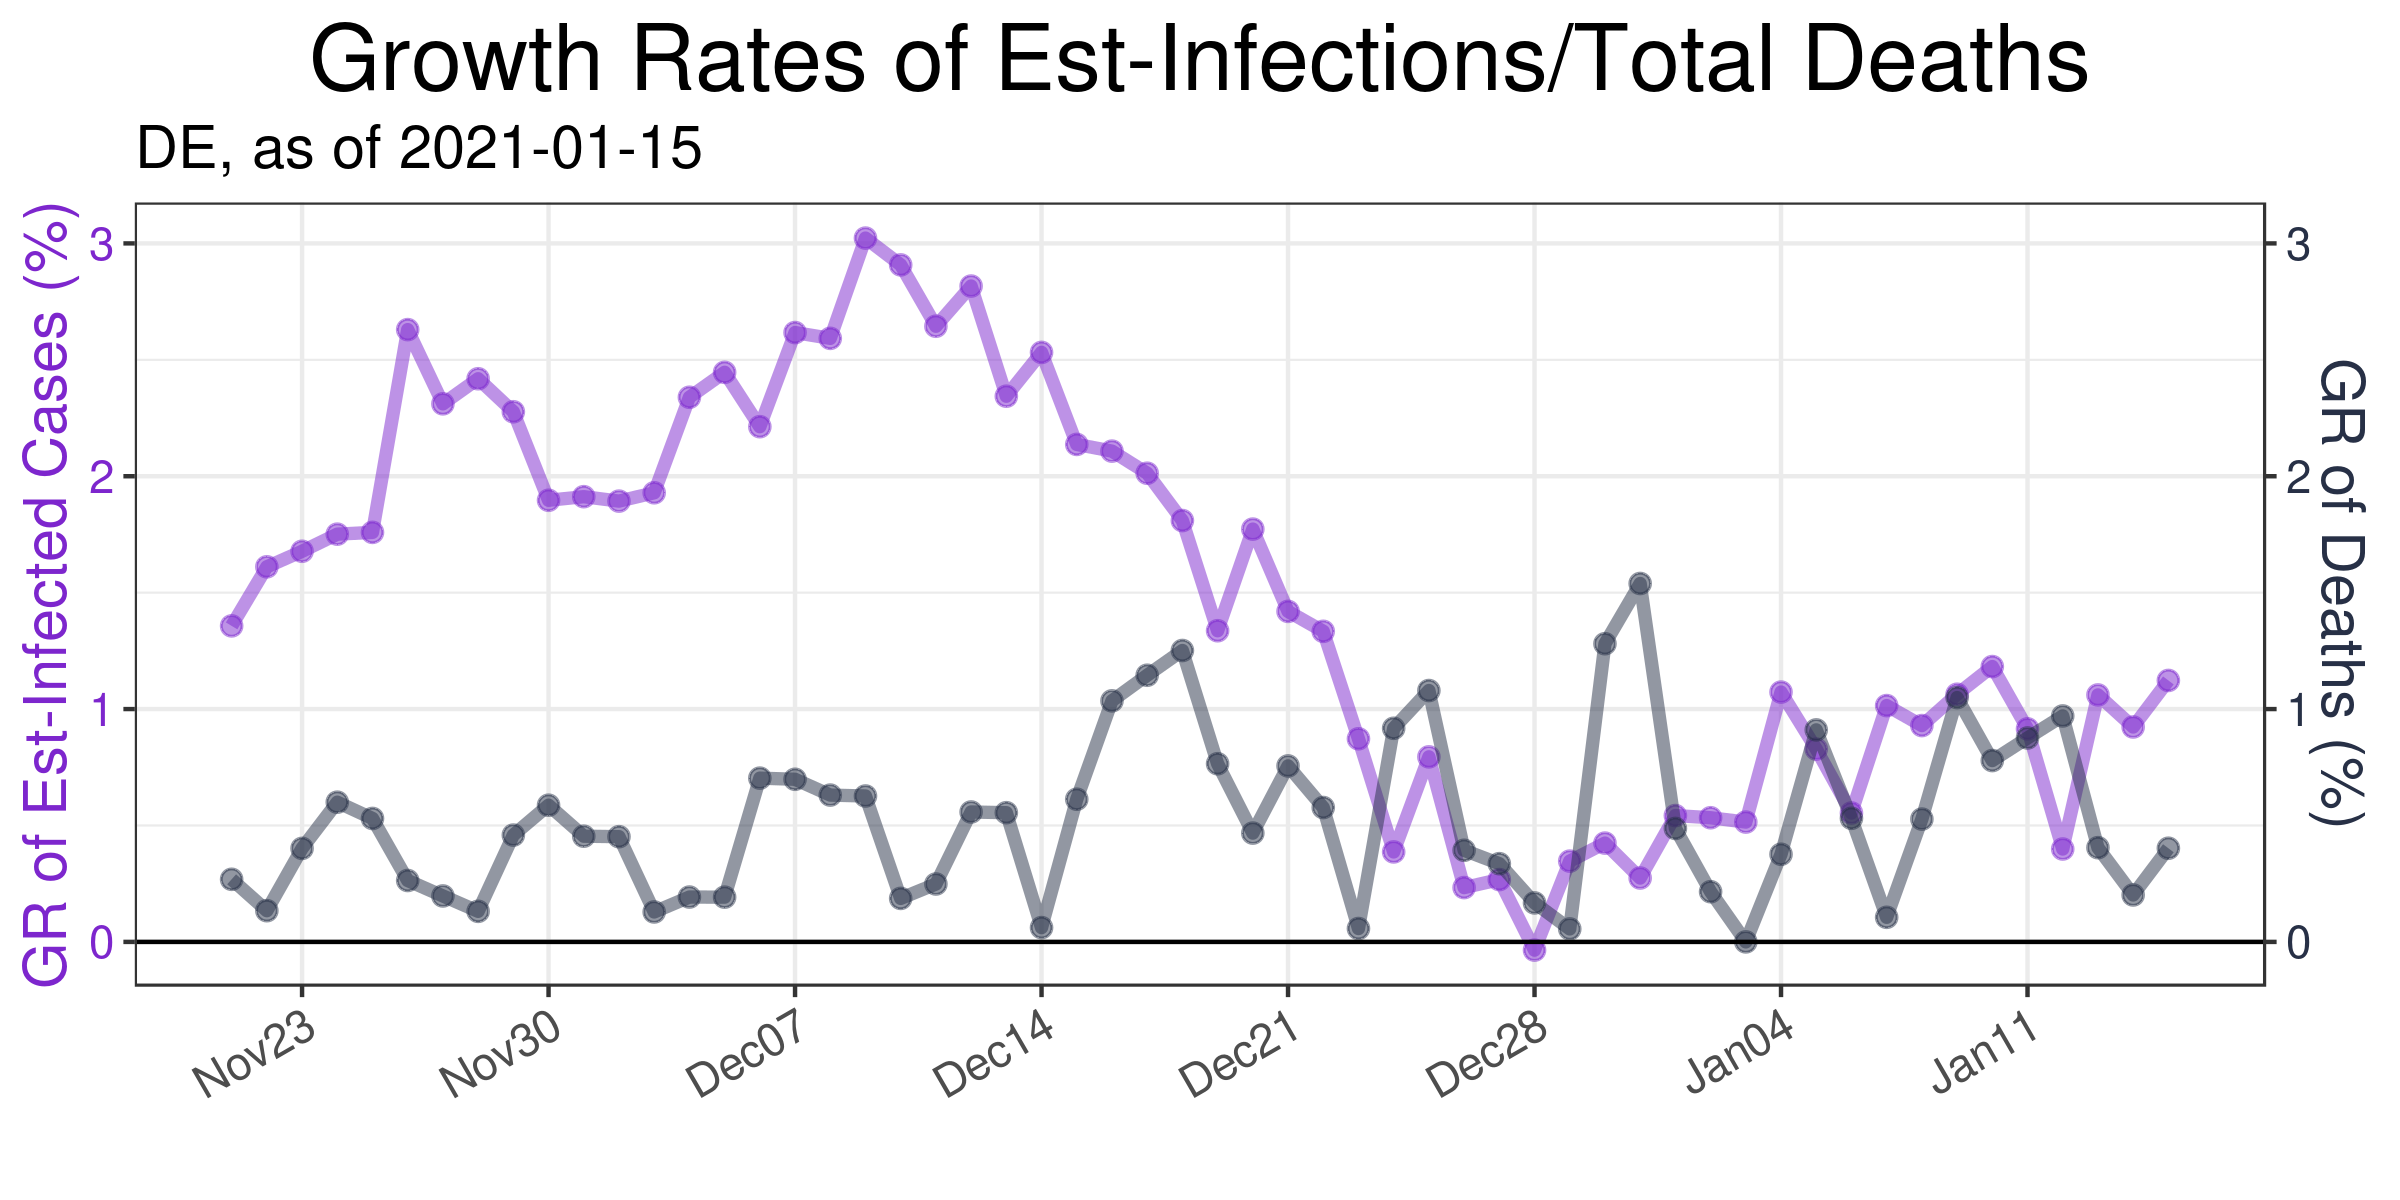 Growth Rates of Est-Infections/Total Deaths
DE, as of 2021-01-15
GR of Est-Infected Cases (%)
3
2
1
0
3
2
1
0
GR of Deaths (%)
Nov23
Nov30
Dec07
Dec14
Dec21
Dec28
Jan04
Jan11